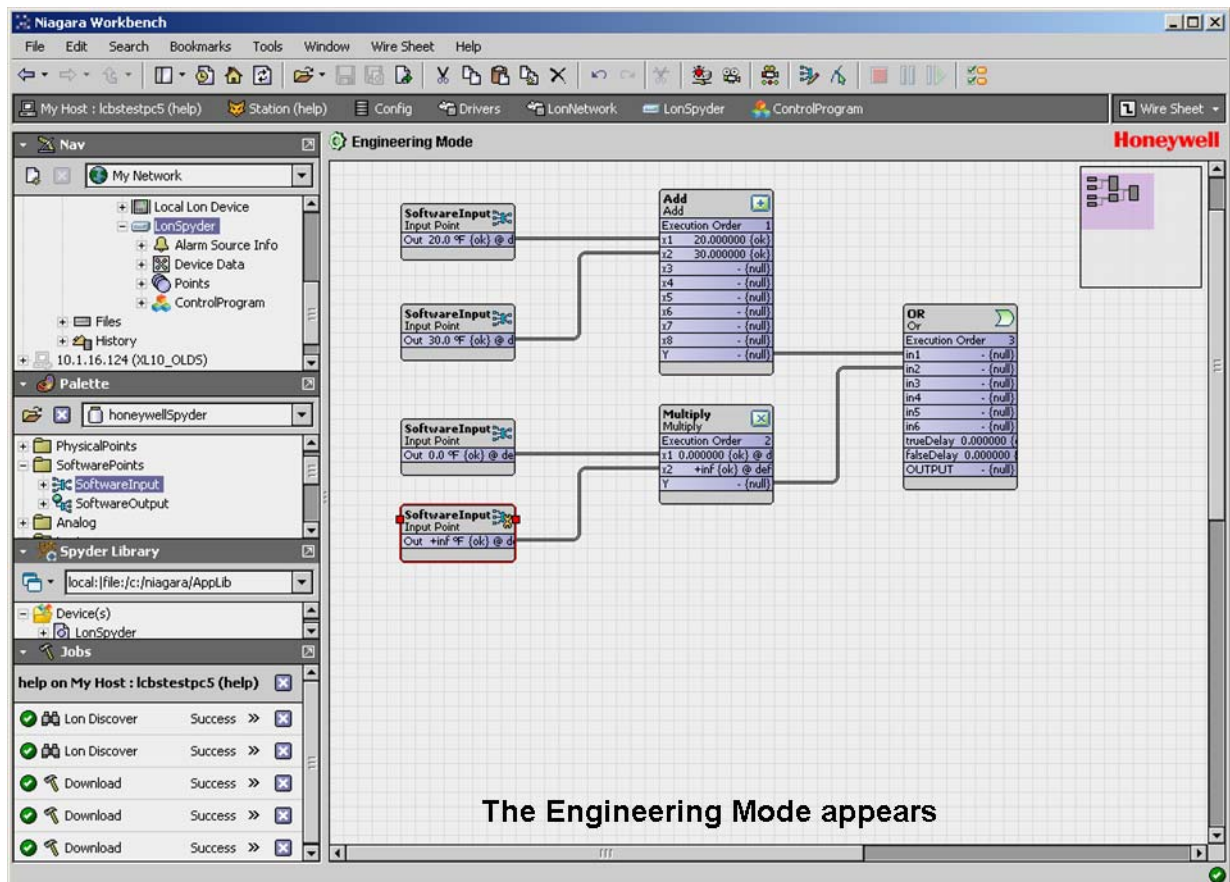 Niagara Workbench
File Edit Search Bookmarks Tools Window Wire Sheet Help
My Host : lcbstestpc5 (help) Station (help) Config Drivers LonNetwork LonSpyder ControlProgram Wire Sheet
Nav
My Network
Local Lon Device
LonSpyder
Alarm Source Info
Device Data
Points
ControlProgram
Files
History
10.1.16.124 (XL10_OLDS)
Palette
honeywellSpyder
PhysicalPoints
SoftwarePoints
SoftwareInput
SoftwareOutput
Analog
Spyder Library
local:|file:/c:/niagara/AppLib
Device(s)
LonSpyder
Jobs
help on My Host : lcbstestpc5 (help)
Lon Discover Success »
Lon Discover Success »
Download Success »
Download Success »
Download Success »
Engineering Mode
Honeywell
SoftwareInput
Input Point
Out 20.0 °F {ok} @ d
SoftwareInput
Input Point
Out 30.0 °F {ok} @ d
SoftwareInput
Input Point
Out 0.0 °F {ok} @ de
SoftwareInput
Input Point
Out +inf °F {ok} @ d
Add
Add
Execution Order 1
x1 20.000000 {ok}
x2 30.000000 {ok}
x3 - {null}
x4 - {null}
x5 - {null}
x6 - {null}
x7 - {null}
x8 - {null}
Y - {null}
Multiply
Multiply
Execution Order 2
x1 0.000000 {ok} @ d
x2 +inf {ok} @ def
Y - {null}
OR
Or
Execution Order 3
in1 - {null}
in2 - {null}
in3 - {null}
in4 - {null}
in5 - {null}
in6 - {null}
trueDelay 0.000000 {
falseDelay 0.000000 {
OUTPUT - {null}
The Engineering Mode appears